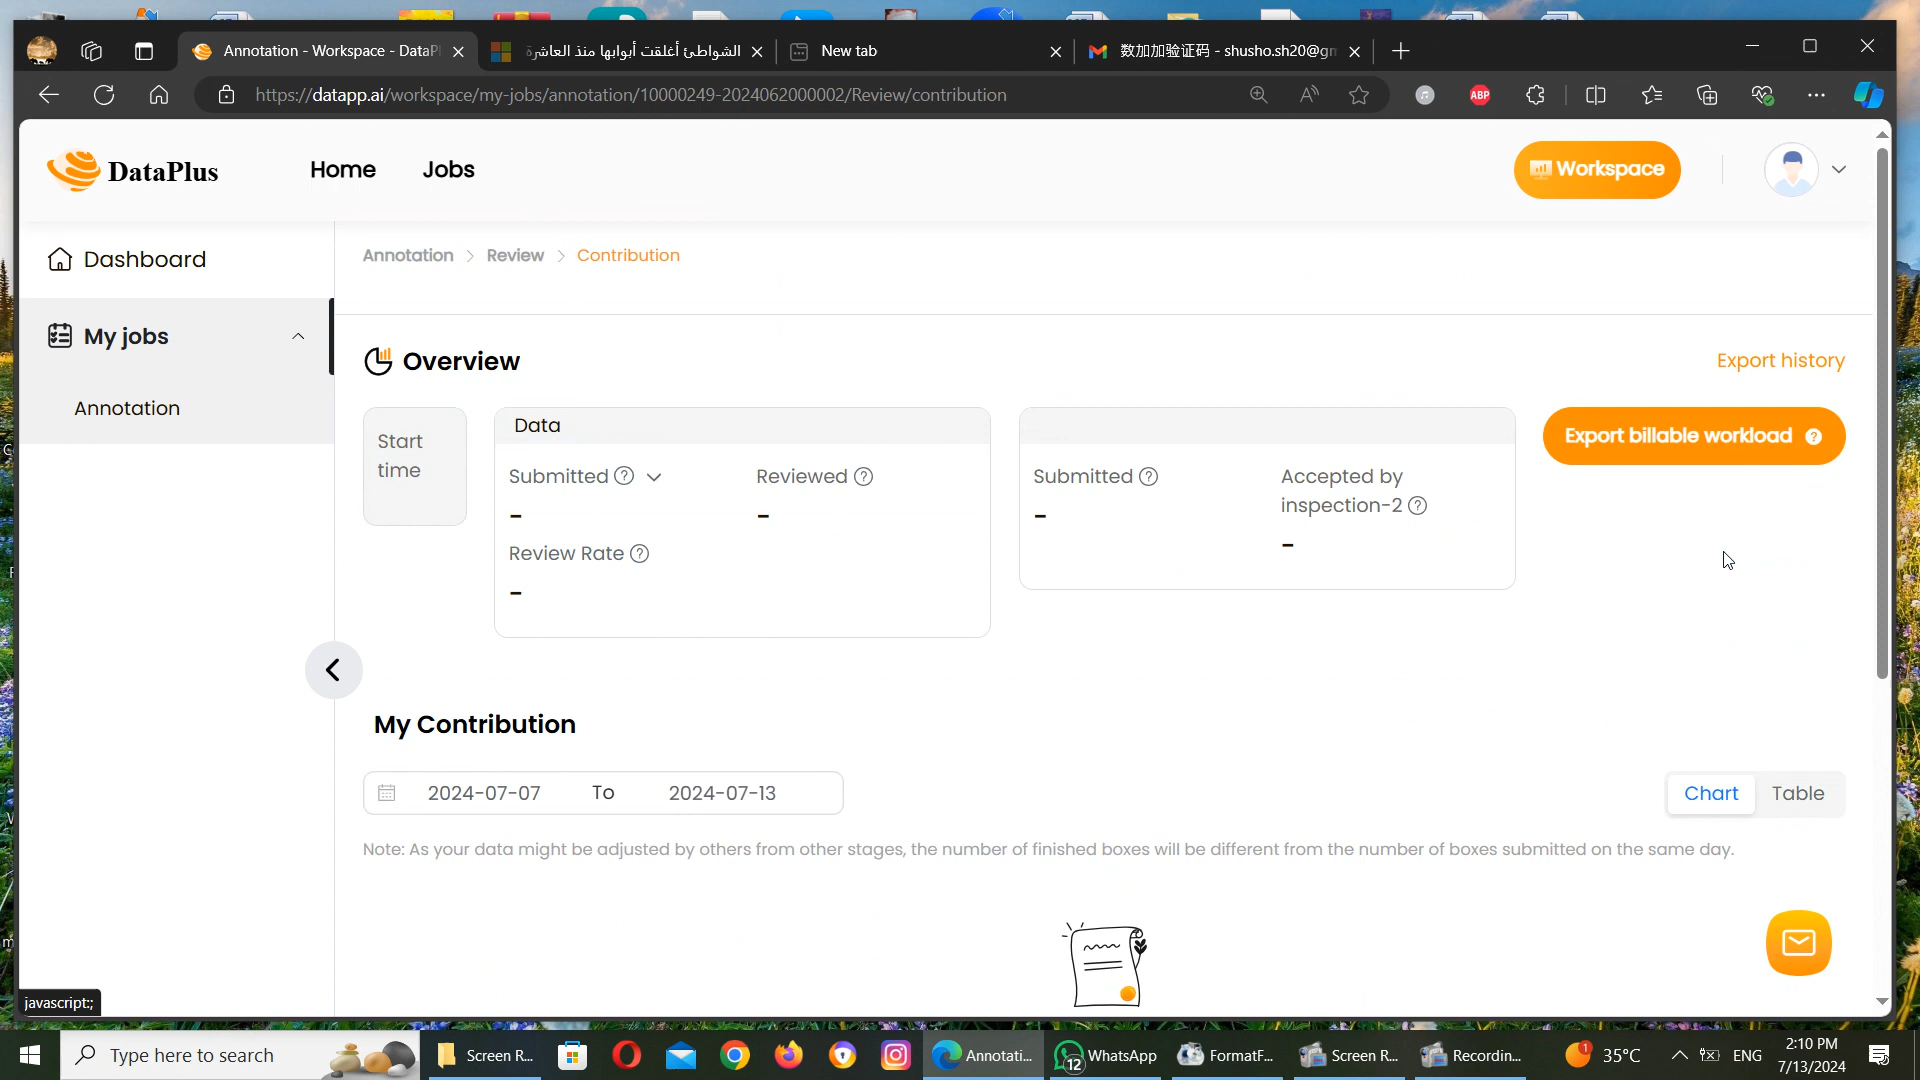 Annotation - Workspace - DataPl
الشواطئ أغلقت أبوابها منذ العاشرة
New tab
数加加验证码 - shusho.sh20@gm
https://datapp.ai/workspace/my-jobs/annotation/10000249-2024062000002/Review/contribution
ABP
DataPlus
Home
Jobs
Workspace
Dashboard
My jobs
Annotation
Annotation > Review > Contribution
Overview
Export history
Start
time
Data
Submitted ?
Reviewed ?
-
-
Review Rate ?
-
Submitted ?
-
Accepted by
inspection-2 ?
-
Export billable workload ?
My Contribution
2024-07-07 To 2024-07-13
Chart
Table
Note: As your data might be adjusted by others from other stages, the number of finished boxes will be different from the number of boxes submitted on the same day.
javascript:;
Type here to search
Screen R...
Annotati...
12
WhatsApp
FormatF...
Screen R...
Recordin...
1
35°C
ENG
2:10 PM
7/13/2024